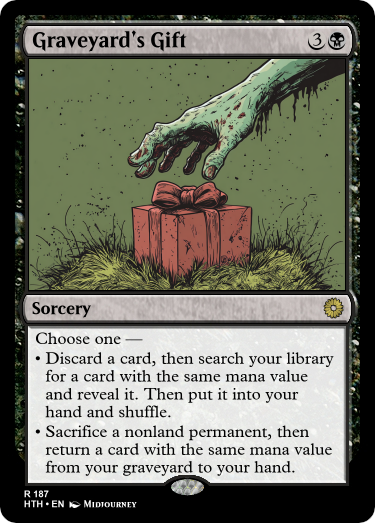 Graveyard's Gift 3
Sorcery
Choose one —
• Discard a card, then search your library
for a card with the same mana value
and reveal it. Then put it into your
hand and shuffle.
• Sacrifice a nonland permanent, then
return a card with the same mana value
from your graveyard to your hand.
R 187
HTH • EN Midjourney